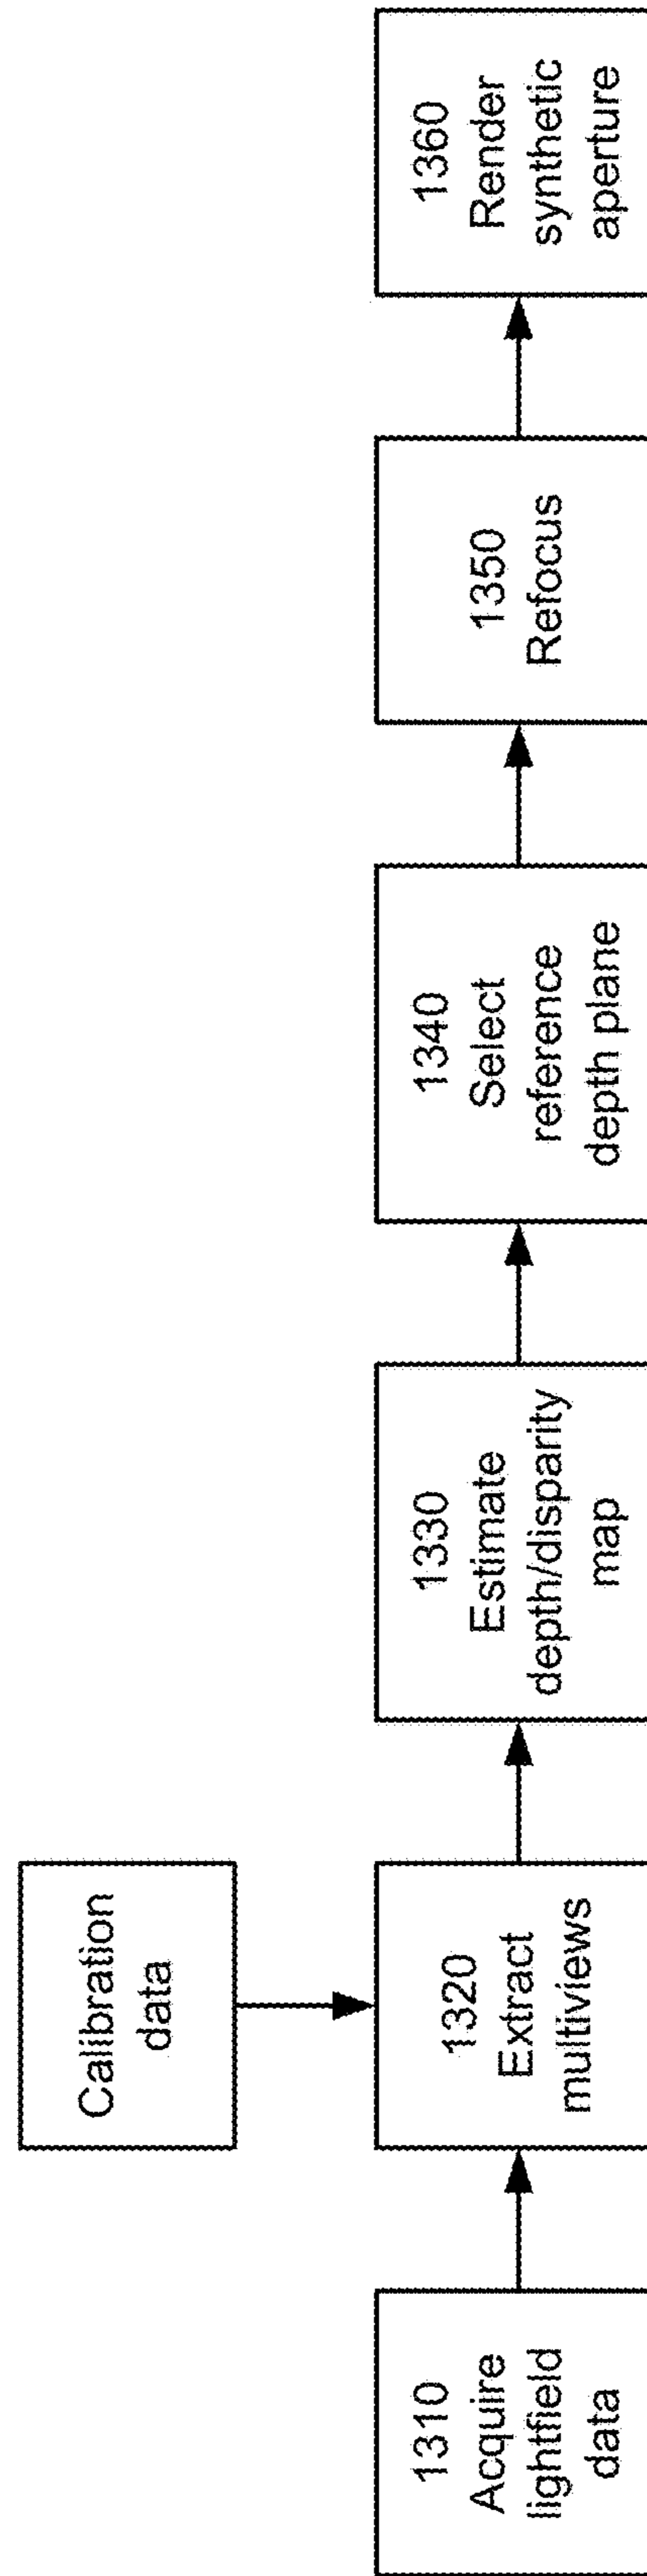 Calibration
data
1310
Acquire
lightfield
data
1320
Extract
multiviews
1330
Estimate
depth/disparity
map
1340
Select
reference
depth plane
1350
Refocus
1360
Render
synthetic
aperture